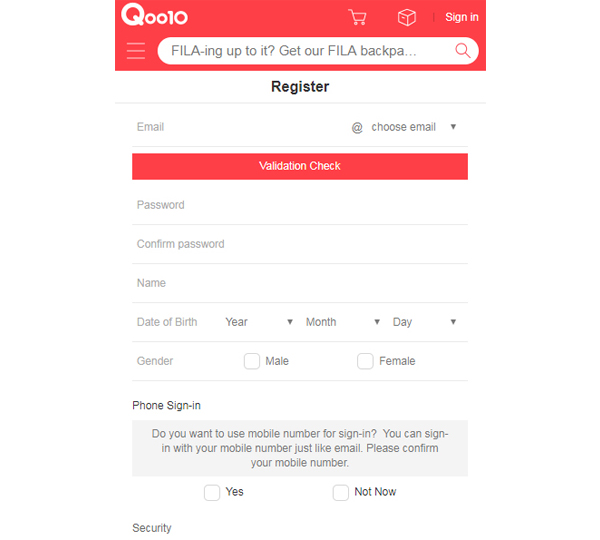 Qoo10
Sign in
FILA-ing up to it? Get our FILA backpa...
Register
Email @ choose email
Validation Check
Password
Confirm password
Name
Date of Birth Year Month Day
Gender Male Female
Phone Sign-in
Do you want to use mobile number for sign-in? You can sign-
in with your mobile number just like email. Please confirm
your mobile number.
Yes Not Now
Security